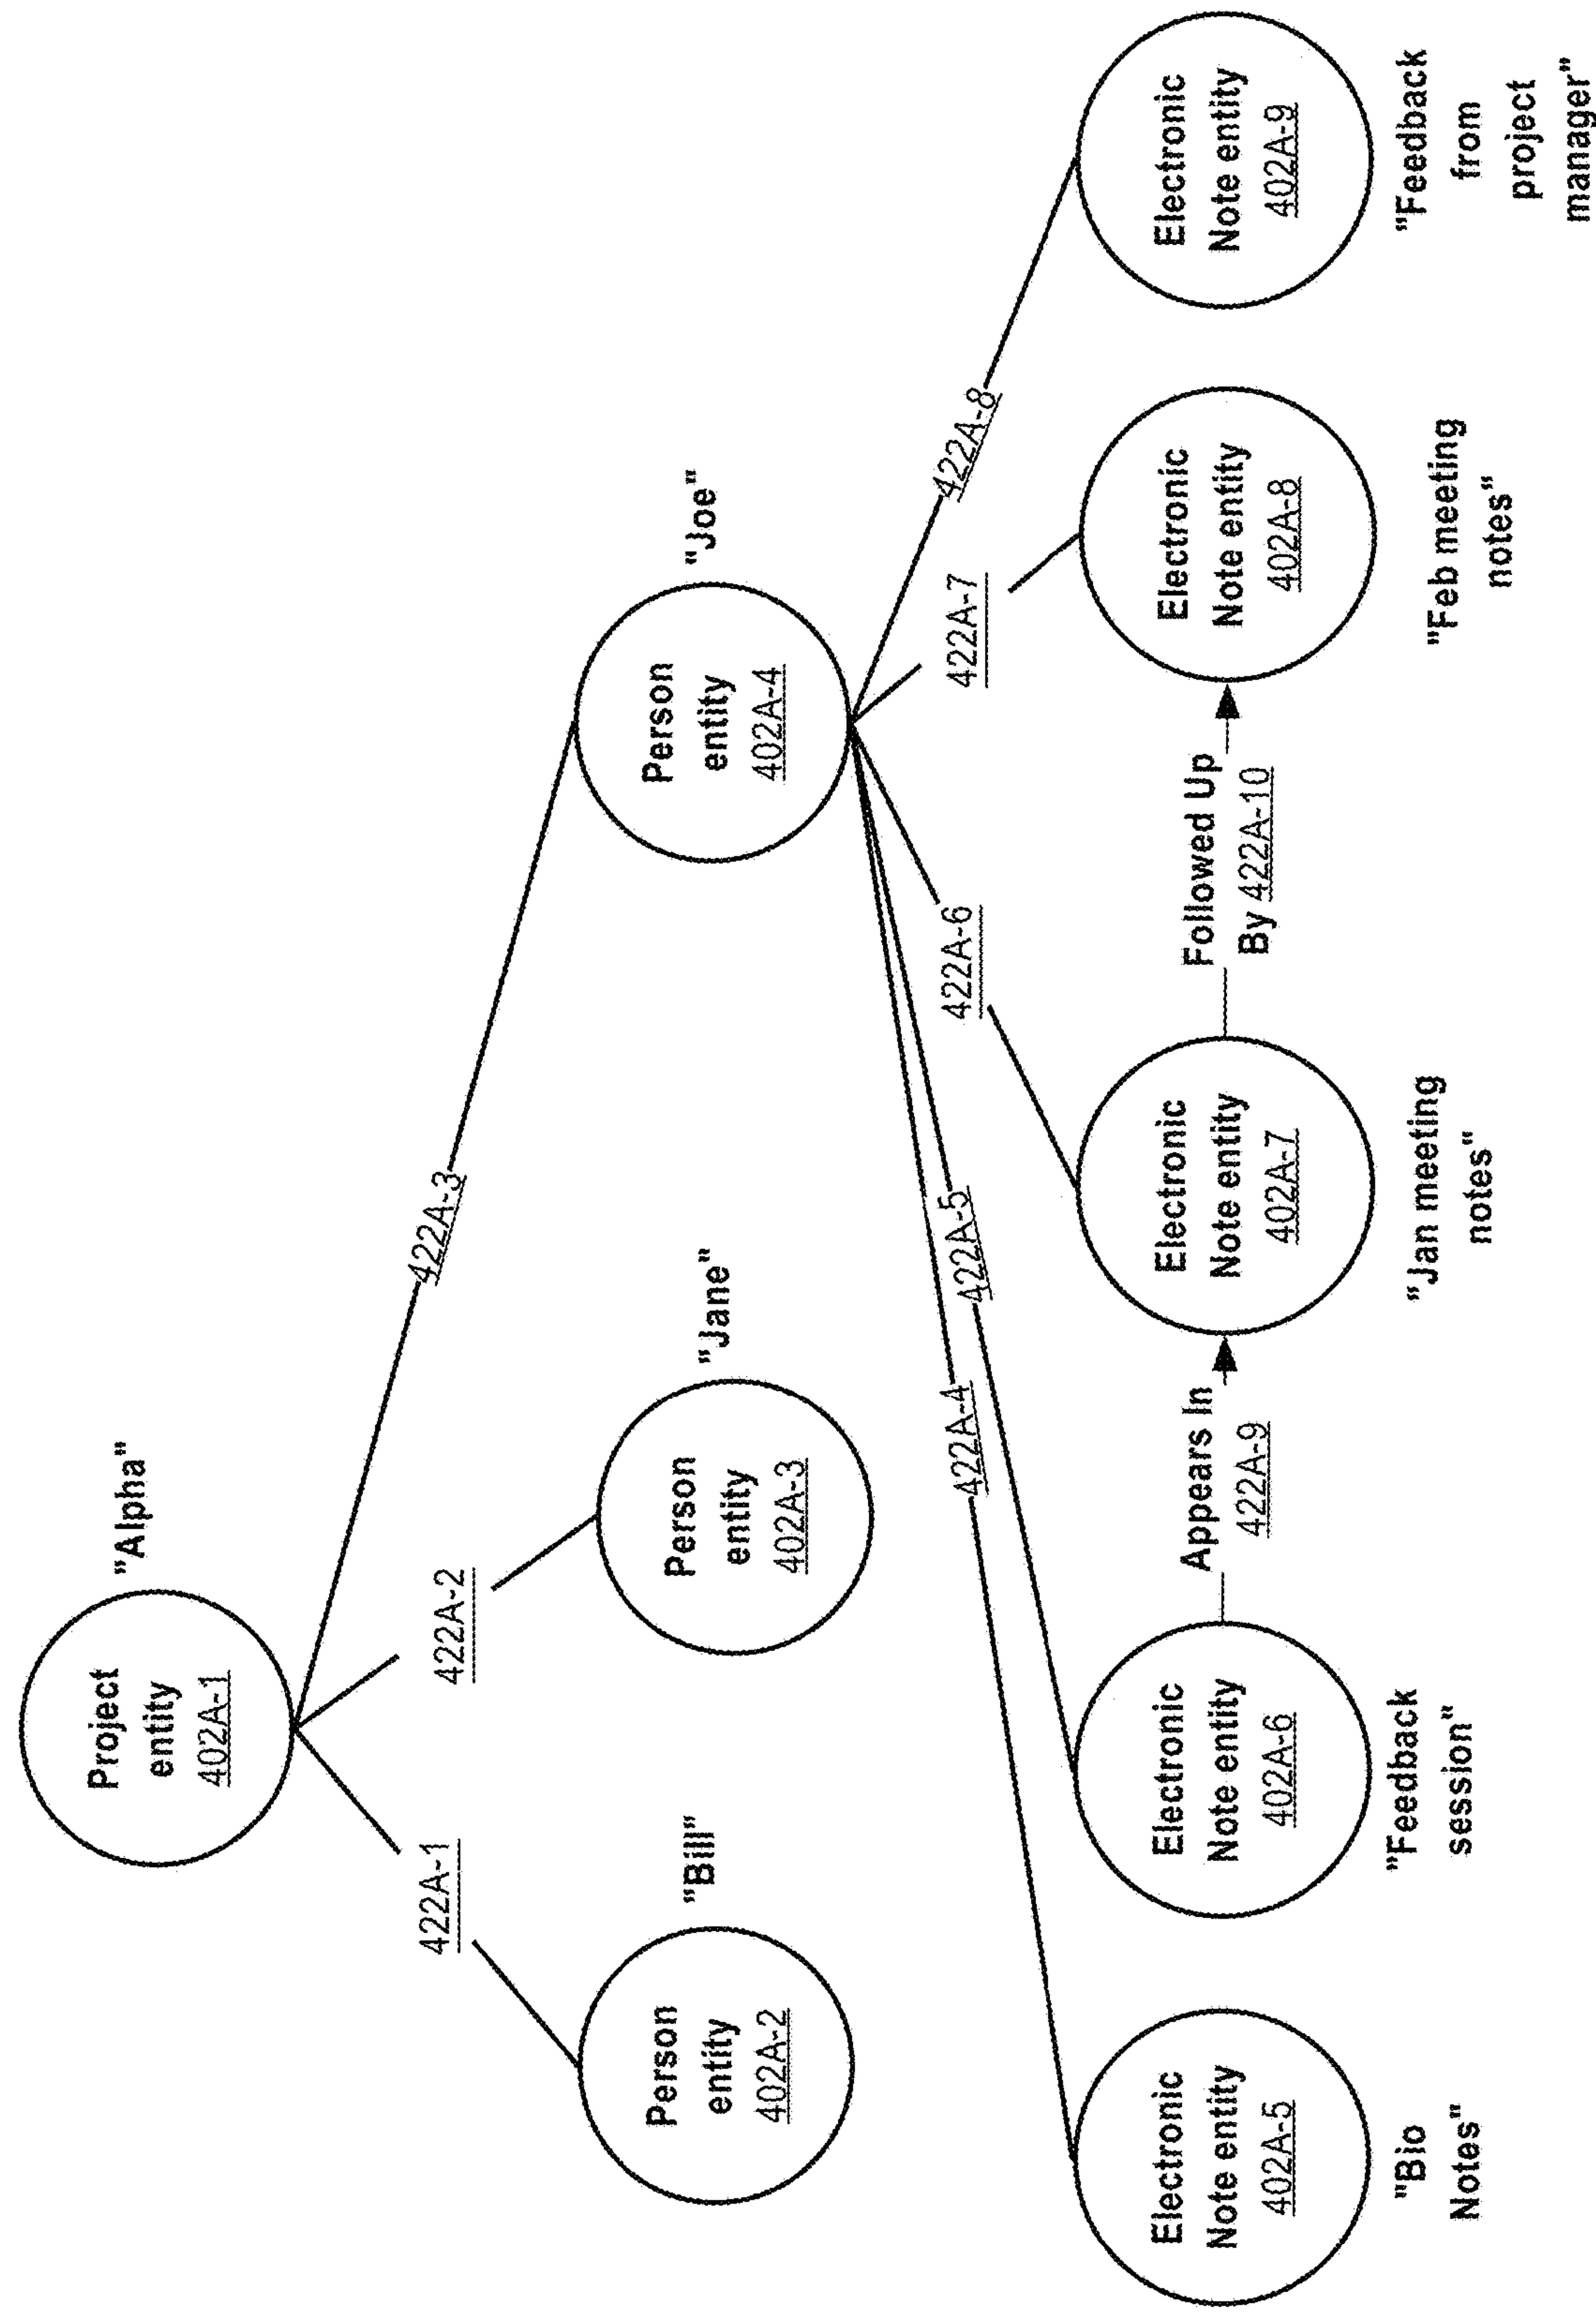 "Alpha"
Project
entity
402A-1
422A-1
422A-2
422A-3
"Bill"
Person
entity
402A-2
"Jane"
Person
entity
402A-3
"Joe"
Person
entity
402A-4
422A-4
422A-5
422A-6
422A-7
422A-8
Electronic
Note entity
402A-5
"Bio
Notes"
Electronic
Note entity
402A-6
"Feedback
session"
Appears In
422A-9
Electronic
Note entity
402A-7
"Jan meeting
notes"
Followed Up
By 422A-10
Electronic
Note entity
402A-8
"Feb meeting
notes"
Electronic
Note entity
402A-9
"Feedback
from
project
manager"